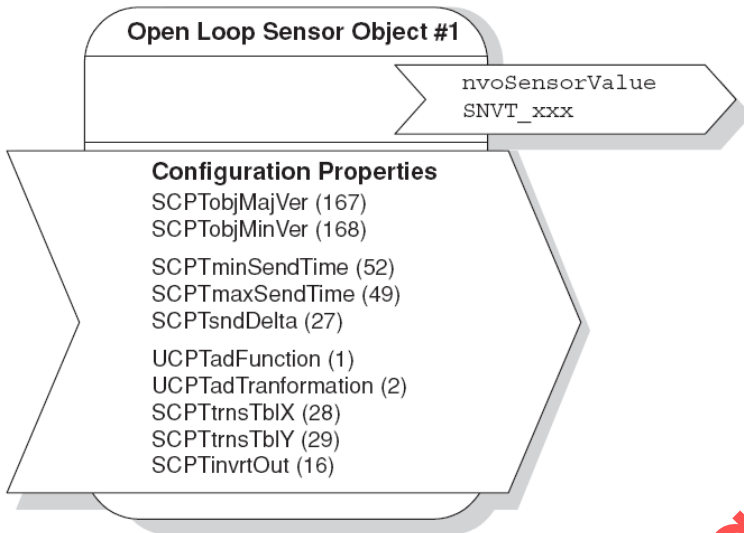 Open Loop Sensor Object #1
nvoSensorValue
SNVT_xxx
Configuration Properties
SCPTobjMajVer (167)
SCPTobjMinVer (168)
SCPTminSendTime (52)
SCPTmaxSendTime (49)
SCPTsndDelta (27)
UCPTadFunction (1)
UCPTadTranformation (2)
SCPTtrnsTblX (28)
SCPTtrnsTblY (29)
SCPTinvrtOut (16)